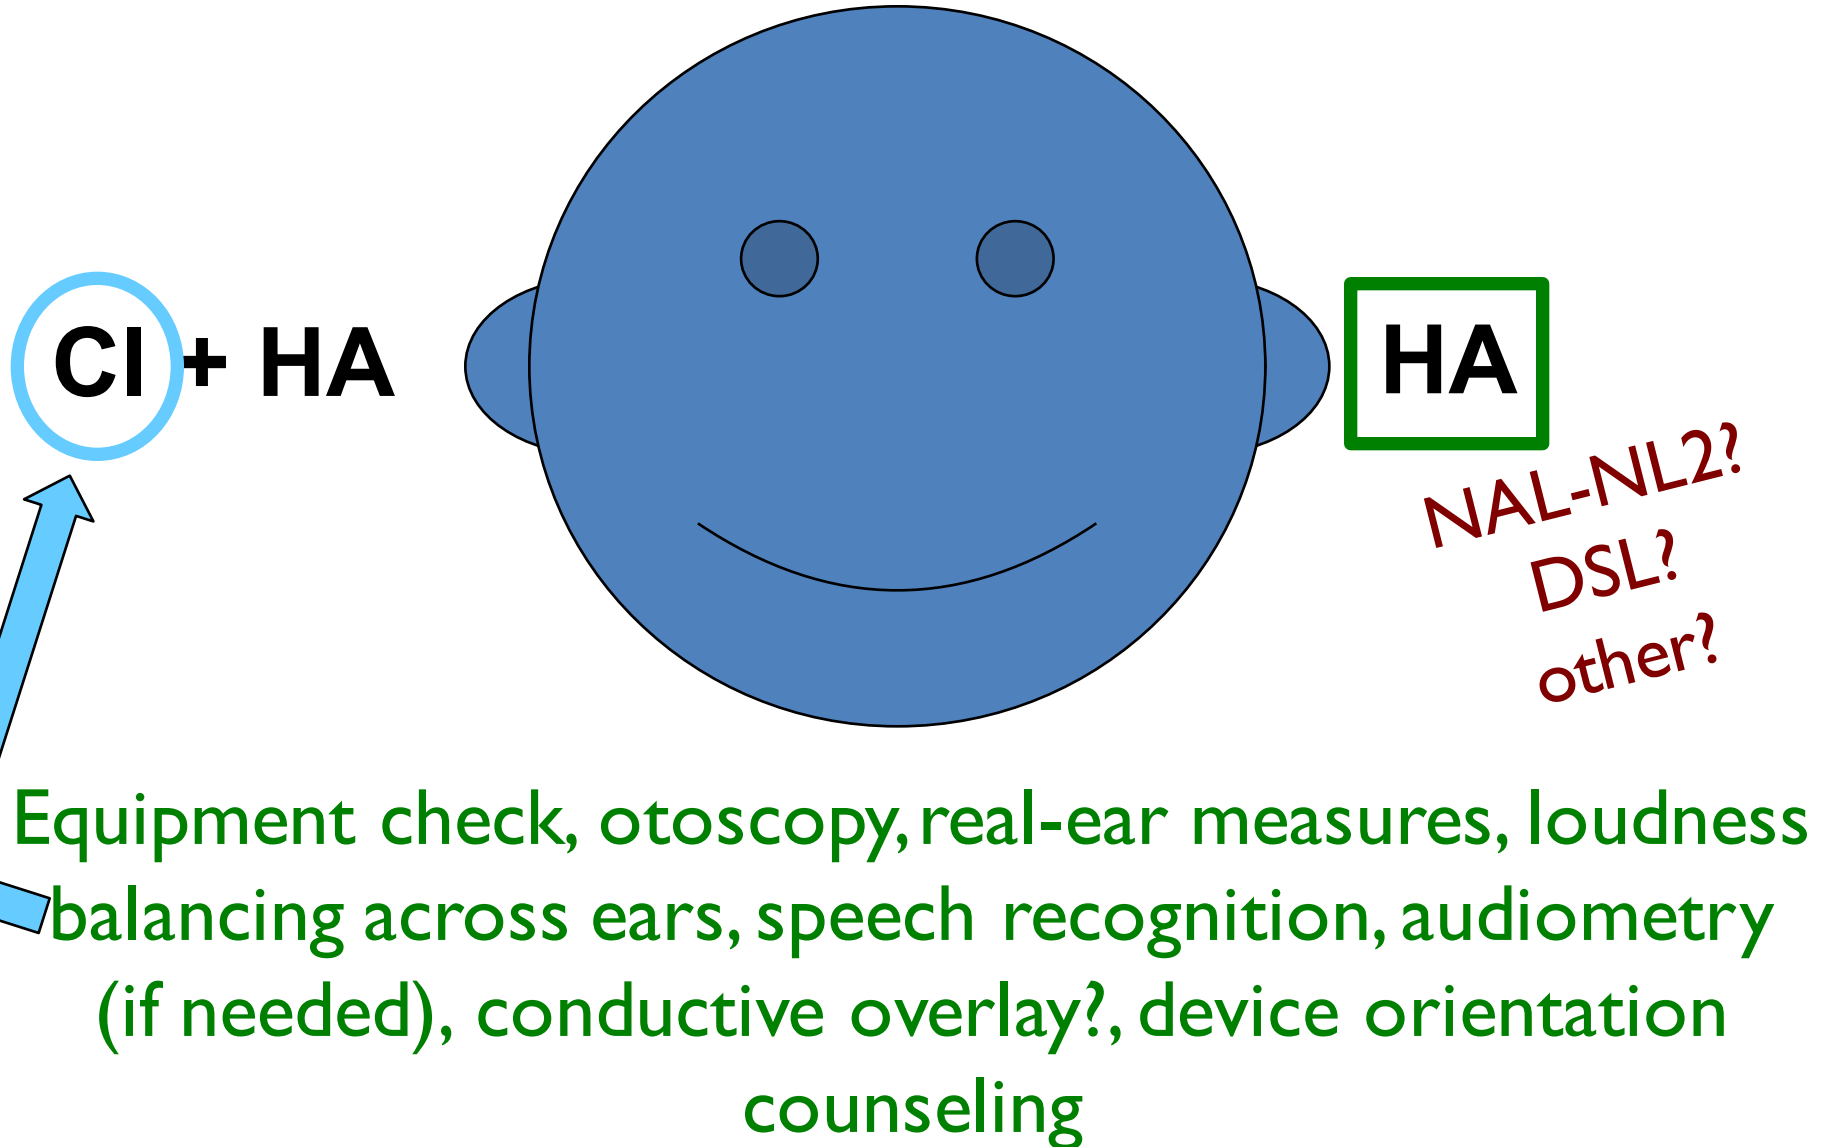 CI + HA
HA
NAL-NL2?
DSL?
other?
Equipment check, otoscopy, real-ear measures, loudness
balancing across ears, speech recognition, audiometry
(if needed), conductive overlay?, device orientation
counseling